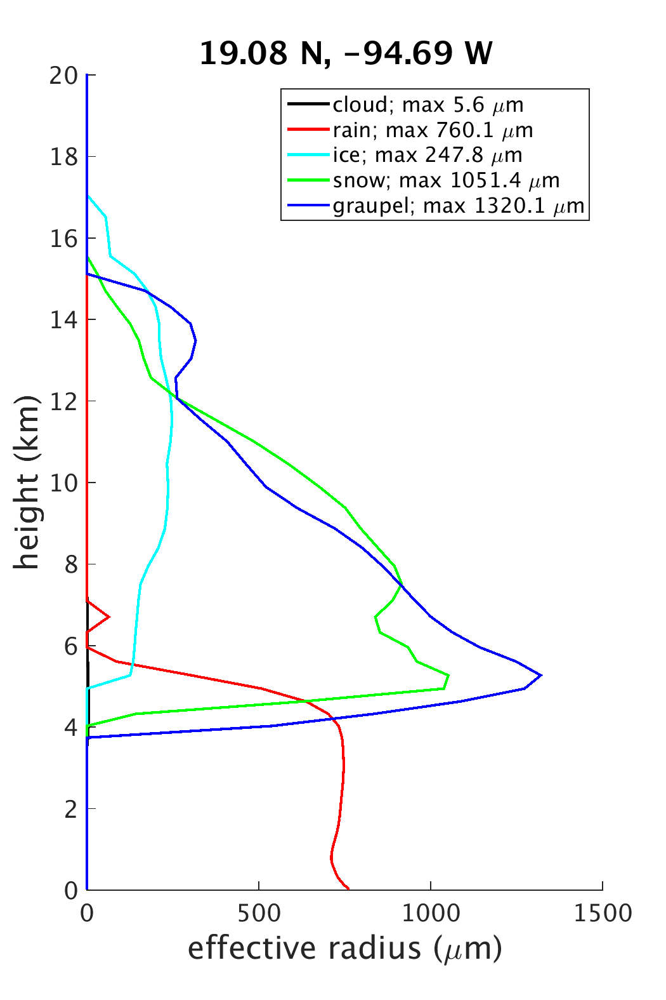 19.08 N, −94.69 W
cloud; max 5.6 μm
rain; max 760.1 μm
ice; max 247.8 μm
snow; max 1051.4 μm
graupel; max 1320.1 μm
20
18
16
14
12
10
8
6
4
2
0
height (km)
0 500 1000 1500
effective radius (μm)